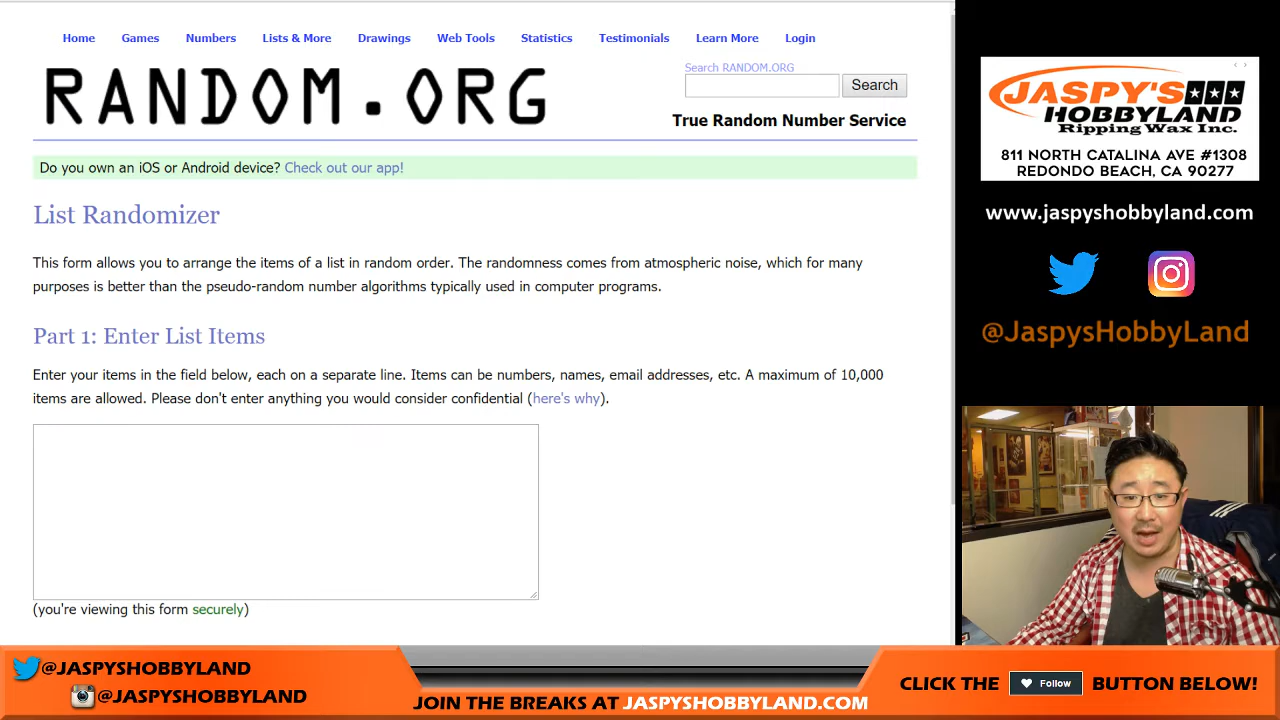 Home Games Numbers Lists & More Drawings Web Tools Statistics Testimonials Learn More Login
RANDOM.ORG
Search RANDOM.ORG
Search
True Random Number Service
Do you own an iOS or Android device? Check out our app!
List Randomizer
This form allows you to arrange the items of a list in random order. The randomness comes from atmospheric noise, which for many
purposes is better than the pseudo-random number algorithms typically used in computer programs.
Part 1: Enter List Items
Enter your items in the field below, each on a separate line. Items can be numbers, names, email addresses, etc. A maximum of 10,000
items are allowed. Please don't enter anything you would consider confidential (here's why).
(you're viewing this form securely)
JASPY'S
HOBBYLAND
Ripping Wax Inc.
811 NORTH CATALINA AVE #1308
REDONDO BEACH, CA 90277
www.jaspyshobbyland.com
@JaspysHobbyLand
@JASPYSHOBBYLAND
@JASPYSHOBBYLAND
JOIN THE BREAKS AT JASPYSHOBBYLAND.COM
CLICK THE Follow BUTTON BELOW!